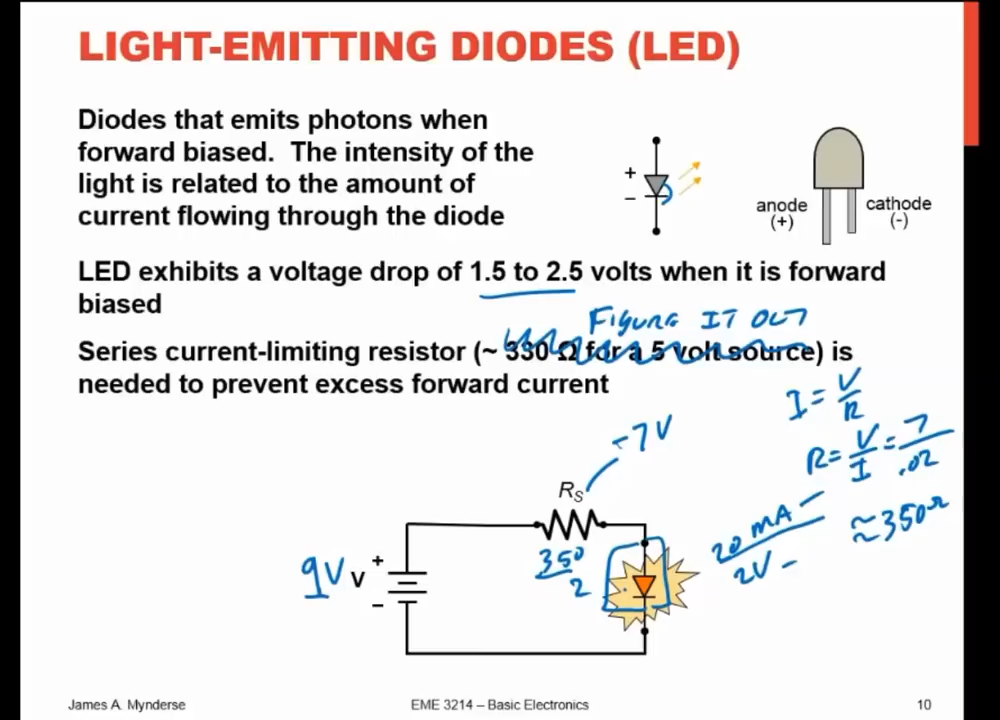 LIGHT-EMITTING DIODES (LED)
Diodes that emits photons when
forward biased. The intensity of the
light is related to the amount of
current flowing through the diode
+
-
anode
(+)
cathode
(-)
LED exhibits a voltage drop of 1.5 to 2.5 volts when it is forward
biased
FIGURE IT OUT
Series current-limiting resistor (~ 330 Ω for a 5 volt source) is
needed to prevent excess forward current
I = V/R
-7V
R = V/I = 7/.02
≈350Ω
RS
20 mA
2V -
350
2
9V
V
+
-
James A. Mynderse
EME 3214 – Basic Electronics
10